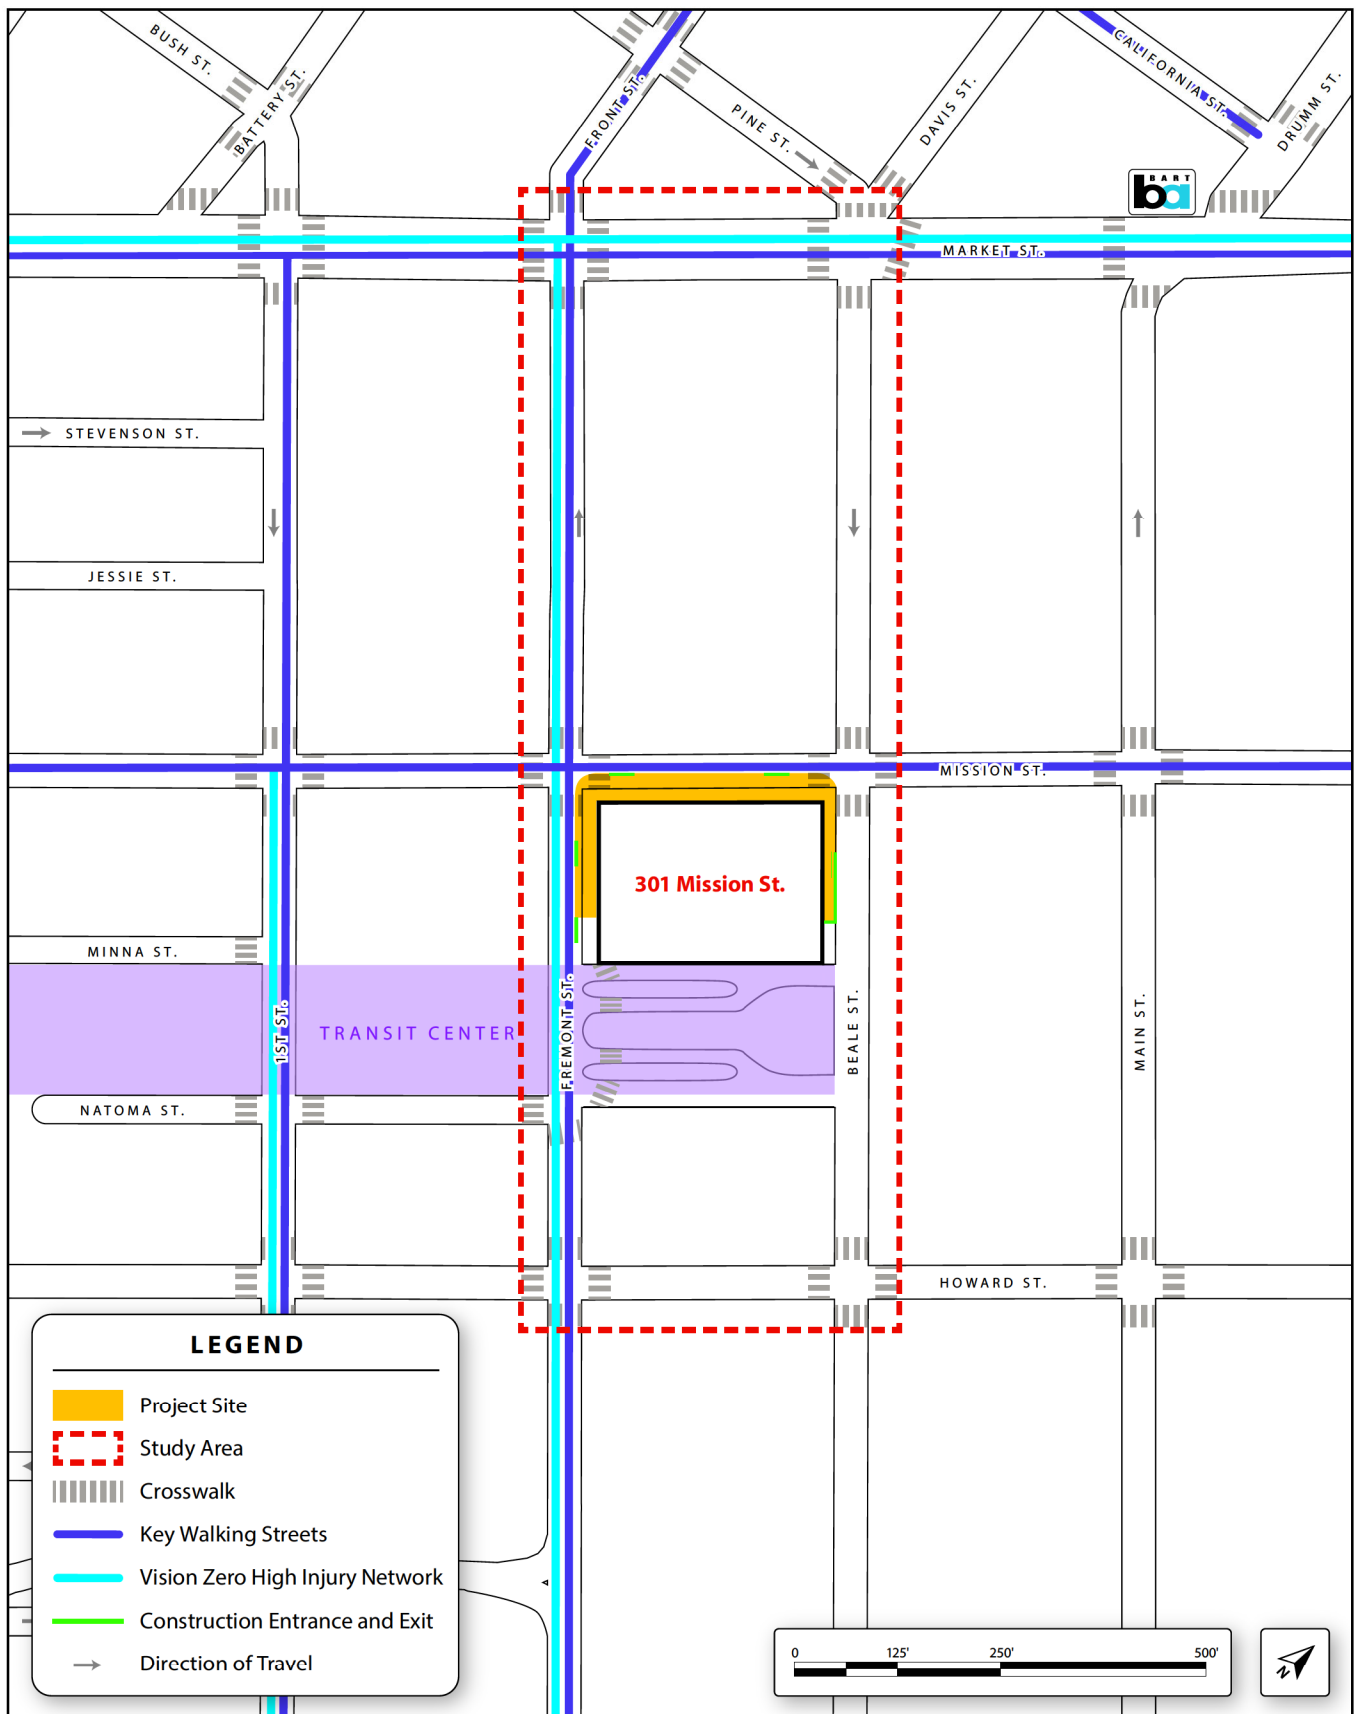 BUSH ST.
BATTERY ST.
FRONT ST.
PINE ST.
DAVIS ST.
CALIFORNIA ST.
DRUMM ST.
BART
ba
MARKET ST.
STEVENSON ST.
JESSIE ST.
MISSION ST.
301 Mission St.
MINNA ST.
1ST ST.
TRANSIT CENTER
FREMONT ST.
BEALE ST.
MAIN ST.
NATOMA ST.
HOWARD ST.
LEGEND
Project Site
Study Area
Crosswalk
Key Walking Streets
Vision Zero High Injury Network
Construction Entrance and Exit
Direction of Travel
0 125' 250' 500'
N